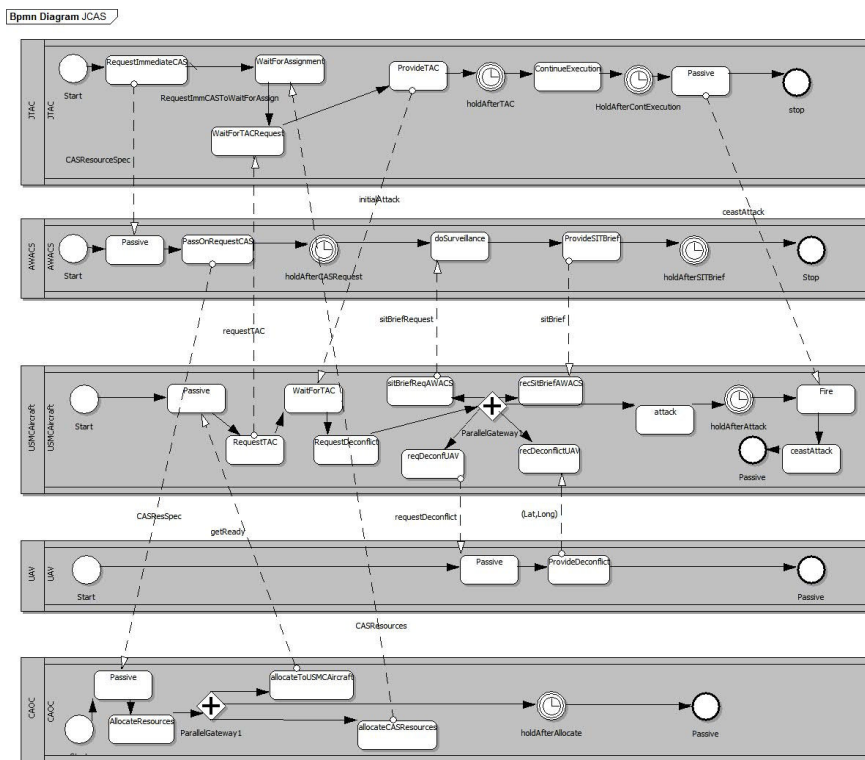 Bpmn Diagram JCAS
JTAC
JTAC
Start
RequestImmediateCAS
WaitForAssignment
RequestImmCASToWaitForAssign
WaitForTACRequest
ProvideTAC
holdAfterTAC
ContinueExecution
HoldAfterContExecution
Passive
stop
CASResourceSpec
initialAttack
ceastAttack
AWACS
AWACS
Start
Passive
PassOnRequestCAS
holdAfterCASRequest
doSurveillance
ProvideSITBrief
holdAfterSITBrief
Stop
requestTAC
sitBriefRequest
sitBrief
USMCAircraft
USMCAircraft
Start
Passive
RequestTAC
WaitForTAC
RequestDeconflict
sitBriefReqAWACS
recSitBriefAWACS
ParallelGateway1
reqDeconfUAV
recDeconflictUAV
attack
holdAfterAttack
Fire
ceastAttack
Passive
CASResSpec
getReady
requestDeconflict
(Lat,Long)
UAV
UAV
Start
Passive
ProvideDeconflict
Passive
CASResources
CAOC
CAOC
Passive
AllocateResources
ParallelGateway1
allocateToUSMCAircraft
allocateCASResources
holdAfterAllocate
Passive